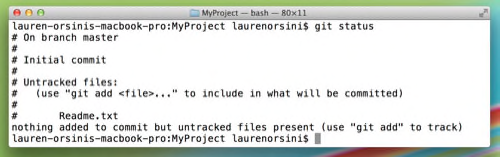 MyProject — bash — 80×11
lauren-orsinis-macbook-pro:MyProject laurenorsini$ git status
# On branch master
#
# Initial commit
#
# Untracked files:
#   (use "git add <file>..." to include in what will be committed)
#
#       Readme.txt
nothing added to commit but untracked files present (use "git add" to track)
lauren-orsinis-macbook-pro:MyProject laurenorsini$